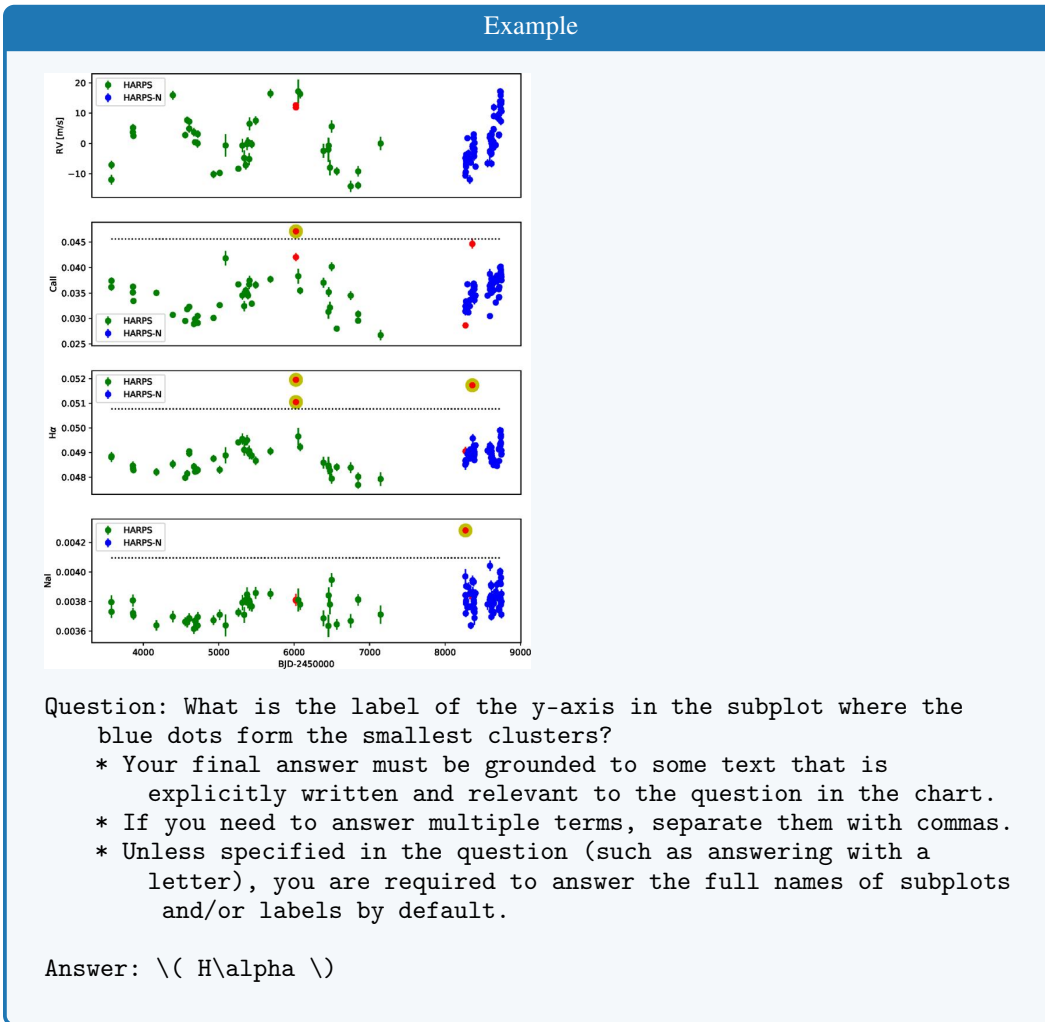 Example
20
10
0
−10
RV [m/s]
HARPS
HARPS-N
0.045
0.040
0.035
0.030
0.025
CaII
HARPS
HARPS-N
0.052
0.051
0.050
0.049
0.048
Hα
HARPS
HARPS-N
0.0042
0.0040
0.0038
0.0036
NaI
HARPS
HARPS-N
4000 5000 6000 7000 8000 9000
BJD-2450000
Question: What is the label of the y-axis in the subplot where the
blue dots form the smallest clusters?
* Your final answer must be grounded to some text that is
explicitly written and relevant to the question in the chart.
* If you need to answer multiple terms, separate them with commas.
* Unless specified in the question (such as answering with a
letter), you are required to answer the full names of subplots
and/or labels by default.
Answer: \( H\alpha \)